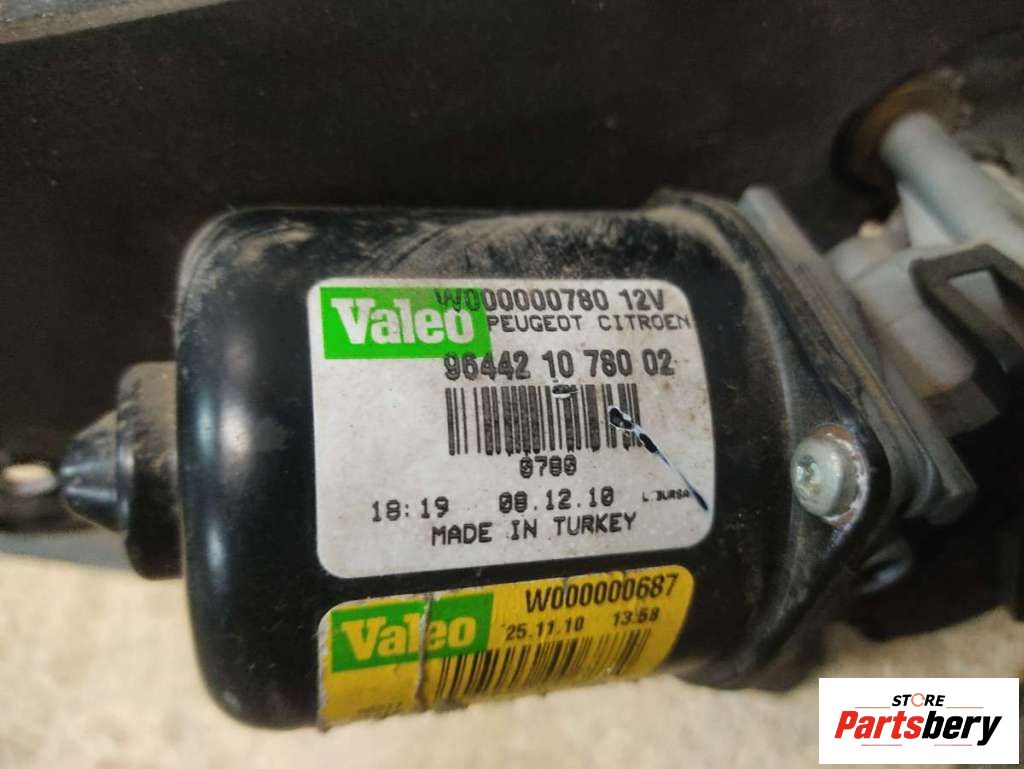 Valeo W000000780 12V
PEUGEOT CITROEN
96442 10 780 02
0780
18:19 08.12.10 L.BURSA
MADE IN TURKEY
Valeo W000000687
25.11.10 13:58
STORE
Partsbery